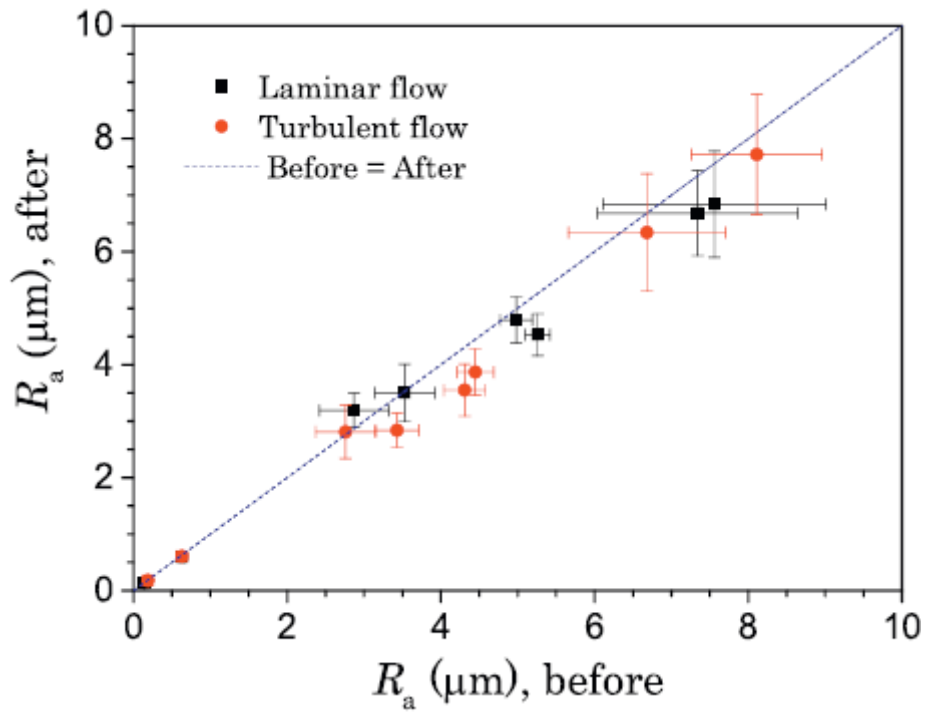 10
8
6
4
2
0
Rₐ (μm), after
Laminar flow
Turbulent flow
Before = After
0 2 4 6 8 10
Rₐ (μm), before